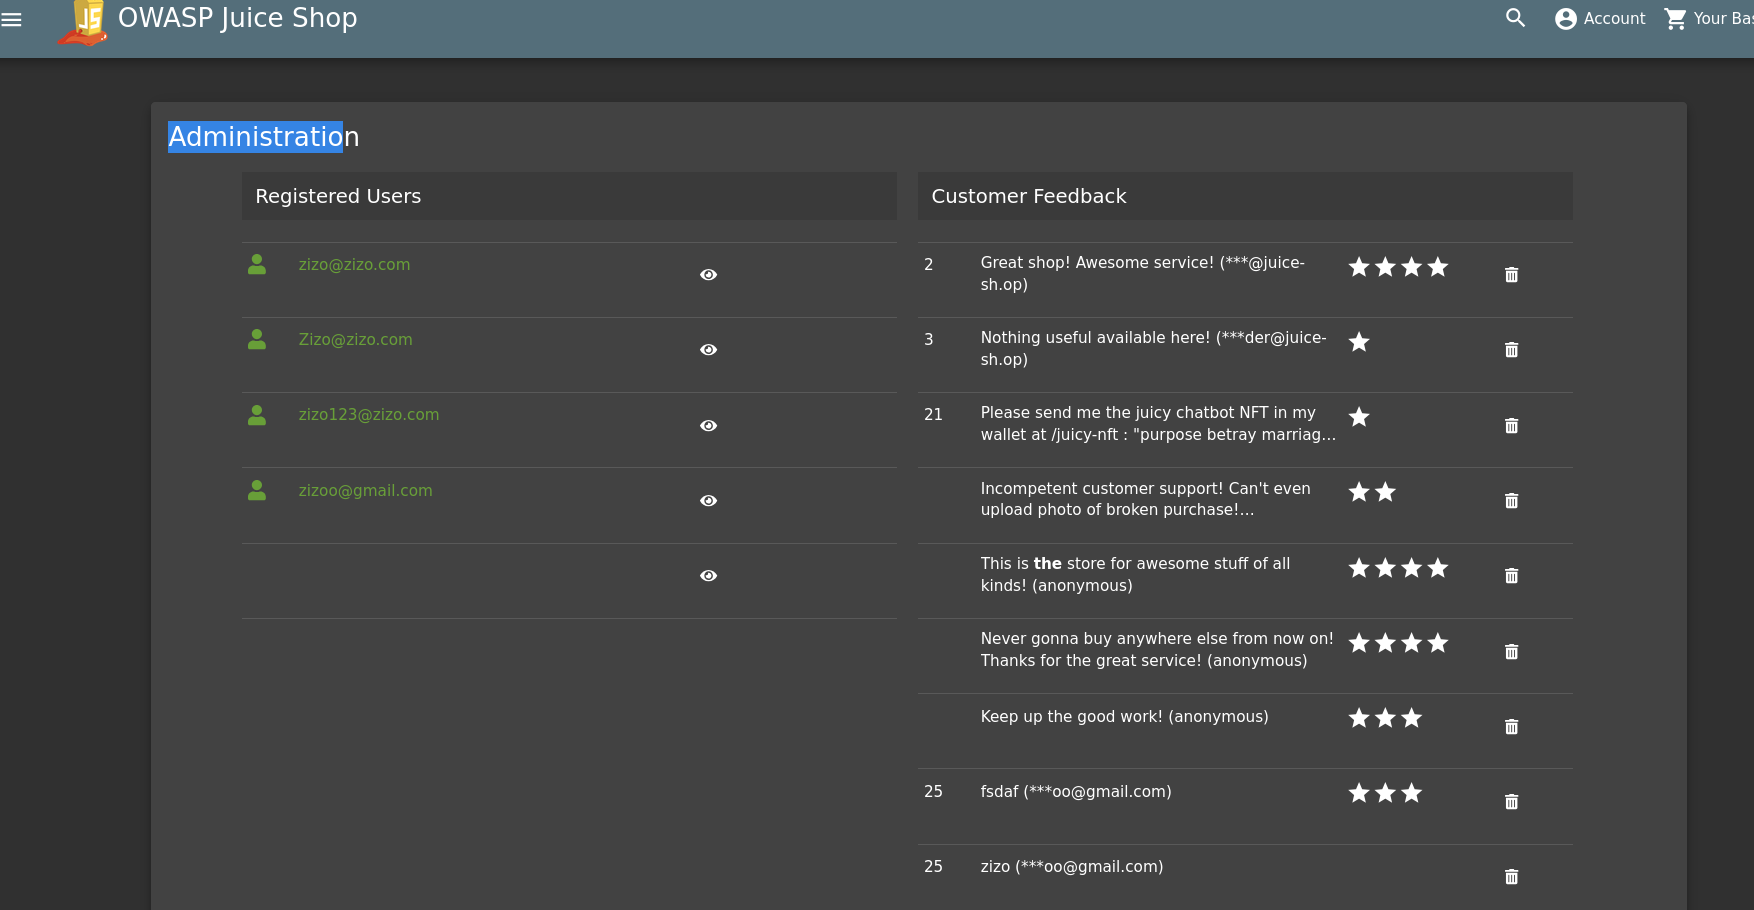 OWASP Juice Shop
Account
Your Bas
Administration
Registered Users
zizo@zizo.com
Zizo@zizo.com
zizo123@zizo.com
zizoo@gmail.com
Customer Feedback
2 Great shop! Awesome service! (***@juice-
sh.op)
3 Nothing useful available here! (***der@juice-
sh.op)
21 Please send me the juicy chatbot NFT in my
wallet at /juicy-nft : "purpose betray marriag...
Incompetent customer support! Can't even
upload photo of broken purchase!...
This is the store for awesome stuff of all
kinds! (anonymous)
Never gonna buy anywhere else from now on!
Thanks for the great service! (anonymous)
Keep up the good work! (anonymous)
25 fsdaf (***oo@gmail.com)
25 zizo (***oo@gmail.com)